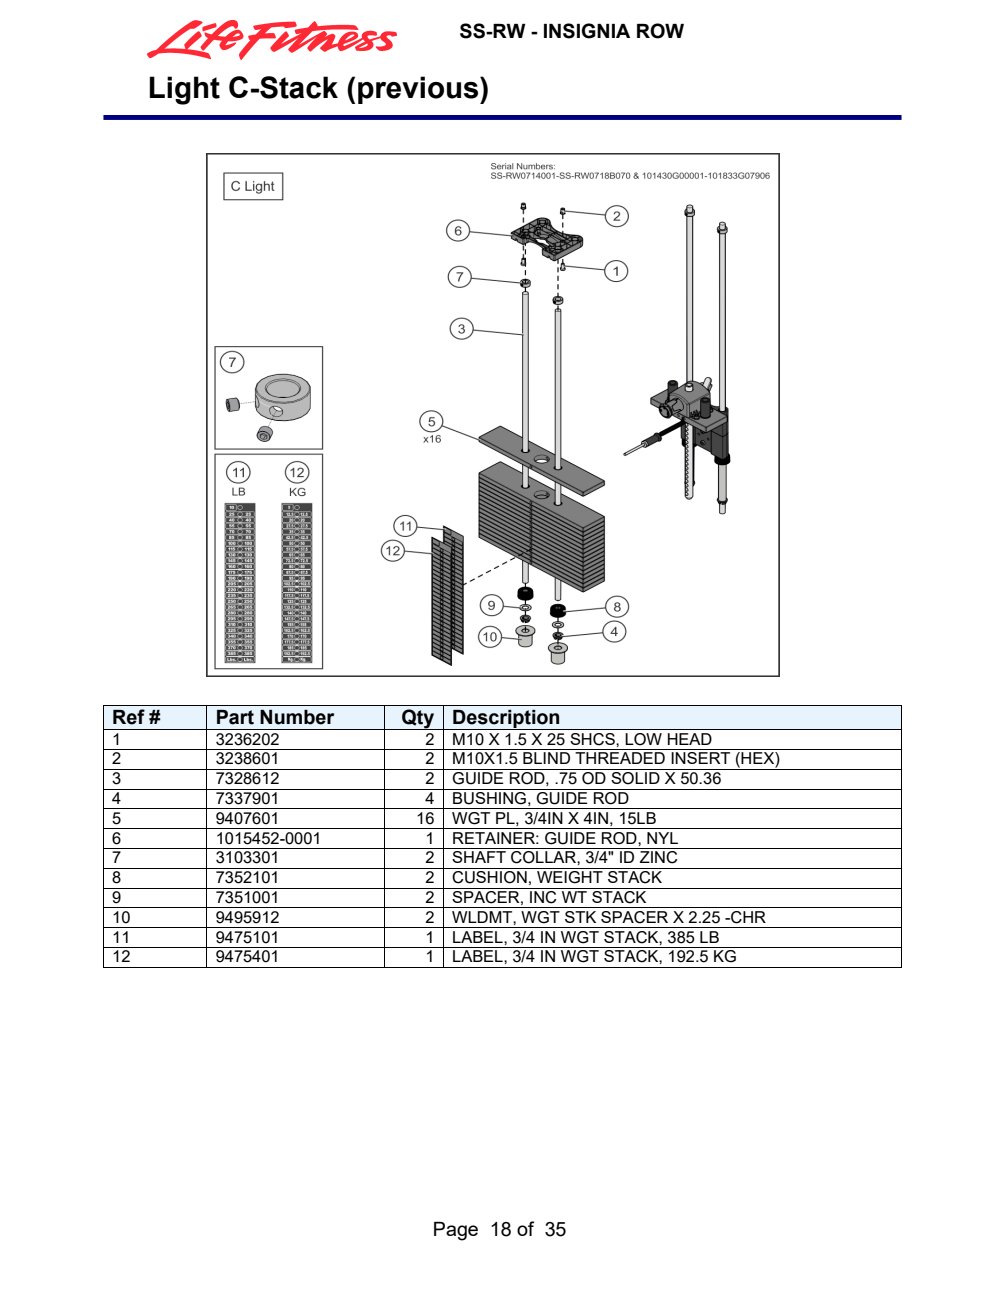 Life Fitness
SS-RW - INSIGNIA ROW
Light C-Stack (previous)
Serial Numbers:
SS-RW0714001-SS-RW0718B070 & 101430G00001-101833G07906
C Light
2
6
1
7
3
7
5
x16
11
12
LB
KG
11
12
9
8
10
4
Ref # Part Number Qty Description
1 3236202 2 M10 X 1.5 X 25 SHCS, LOW HEAD
2 3238601 2 M10X1.5 BLIND THREADED INSERT (HEX)
3 7328612 2 GUIDE ROD, .75 OD SOLID X 50.36
4 7337901 4 BUSHING, GUIDE ROD
5 9407601 16 WGT PL, 3/4IN X 4IN, 15LB
6 1015452-0001 1 RETAINER: GUIDE ROD, NYL
7 3103301 2 SHAFT COLLAR, 3/4" ID ZINC
8 7352101 2 CUSHION, WEIGHT STACK
9 7351001 2 SPACER, INC WT STACK
10 9495912 2 WLDMT, WGT STK SPACER X 2.25 -CHR
11 9475101 1 LABEL, 3/4 IN WGT STACK, 385 LB
12 9475401 1 LABEL, 3/4 IN WGT STACK, 192.5 KG
Page 18 of 35